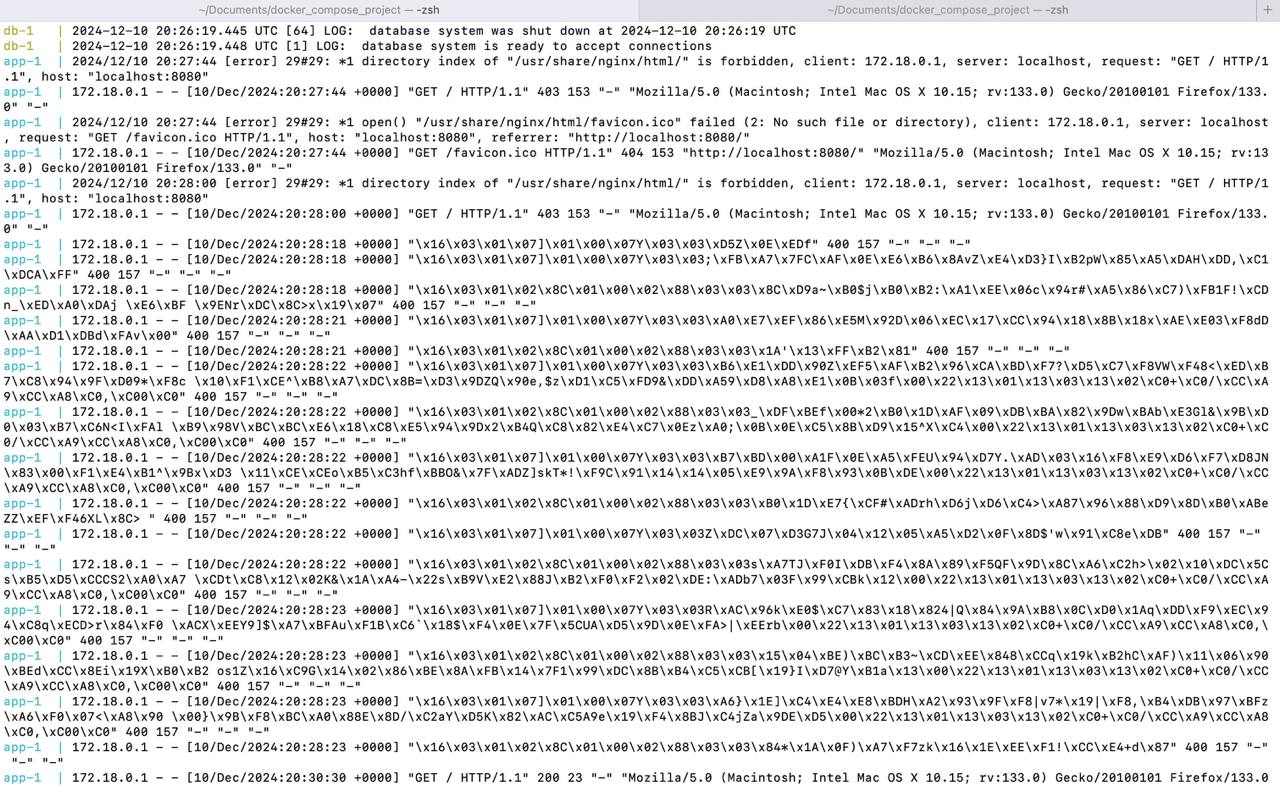 ~/Documents/docker_compose_project — -zsh
~/Documents/docker_compose_project — -zsh
+
db-1   | 2024-12-10 20:26:19.445 UTC [64] LOG:  database system was shut down at 2024-12-10 20:26:19 UTC
db-1   | 2024-12-10 20:26:19.448 UTC [1] LOG:  database system is ready to accept connections
app-1  | 2024/12/10 20:27:44 [error] 29#29: *1 directory index of "/usr/share/nginx/html/" is forbidden, client: 172.18.0.1, server: localhost, request: "GET / HTTP/1
.1", host: "localhost:8080"
app-1  | 172.18.0.1 - - [10/Dec/2024:20:27:44 +0000] "GET / HTTP/1.1" 403 153 "-" "Mozilla/5.0 (Macintosh; Intel Mac OS X 10.15; rv:133.0) Gecko/20100101 Firefox/133.
0" "-"
app-1  | 2024/12/10 20:27:44 [error] 29#29: *1 open() "/usr/share/nginx/html/favicon.ico" failed (2: No such file or directory), client: 172.18.0.1, server: localhost
, request: "GET /favicon.ico HTTP/1.1", host: "localhost:8080", referrer: "http://localhost:8080/"
app-1  | 172.18.0.1 - - [10/Dec/2024:20:27:44 +0000] "GET /favicon.ico HTTP/1.1" 404 153 "http://localhost:8080/" "Mozilla/5.0 (Macintosh; Intel Mac OS X 10.15; rv:13
3.0) Gecko/20100101 Firefox/133.0" "-"
app-1  | 2024/12/10 20:28:00 [error] 29#29: *1 directory index of "/usr/share/nginx/html/" is forbidden, client: 172.18.0.1, server: localhost, request: "GET / HTTP/1
.1", host: "localhost:8080"
app-1  | 172.18.0.1 - - [10/Dec/2024:20:28:00 +0000] "GET / HTTP/1.1" 403 153 "-" "Mozilla/5.0 (Macintosh; Intel Mac OS X 10.15; rv:133.0) Gecko/20100101 Firefox/133.
0" "-"
app-1  | 172.18.0.1 - - [10/Dec/2024:20:28:18 +0000] "\x16\x03\x01\x07]\x01\x00\x07Y\x03\x03\xD5Z\x0E\xEDf" 400 157 "-" "-" "-"
app-1  | 172.18.0.1 - - [10/Dec/2024:20:28:18 +0000] "\x16\x03\x01\x07]\x01\x00\x07Y\x03\x03;\xFB\xA7\x7FC\xAF\x0E\xE6\xB6\x8AvZ\xE4\xD3}I\xB2pW\x85\xA5\xDAH\xDD,\xC1
\xDCA\xFF" 400 157 "-" "-" "-"
app-1  | 172.18.0.1 - - [10/Dec/2024:20:28:18 +0000] "\x16\x03\x01\x02\x8C\x01\x00\x02\x88\x03\x03\x8C\xD9a~\xB0$j\xB0\xB2:\xA1\xEE\x06c\x94r#\xA5\x86\xC7)\xFB1F!\xCD
n_\xED\xA0\xDAj \xE6\xBF \x9ENr\xDC\x8C>x\x19\x07" 400 157 "-" "-" "-"
app-1  | 172.18.0.1 - - [10/Dec/2024:20:28:21 +0000] "\x16\x03\x01\x07]\x01\x00\x07Y\x03\x03\xA0\xE7\xEF\x86\xE5M\x92D\x06\xEC\x17\xCC\x94\x18\x8B\x18x\xAE\xE03\xF8dD
\xAA\xD1\xDBd\xFAv\x00" 400 157 "-" "-" "-"
app-1  | 172.18.0.1 - - [10/Dec/2024:20:28:21 +0000] "\x16\x03\x01\x02\x8C\x01\x00\x02\x88\x03\x03\x1A'\x13\xFF\xB2\x81" 400 157 "-" "-" "-"
app-1  | 172.18.0.1 - - [10/Dec/2024:20:28:22 +0000] "\x16\x03\x01\x07]\x01\x00\x07Y\x03\x03\xB6\xE1\xDD\x90Z\xEF5\xAF\xB2\x96\xCA\xBD\xF7?\xD5\xC7\xF8VW\xF48<\xED\xB
7\xC8\x94\x9F\xD09*\xF8c \x10\xF1\xCE^\xB8\xA7\xDC\x8B=\xD3\x9DZQ\x90e,$z\xD1\xC5\xFD9&\xDD\xA59\xD8\xA8\xE1\x0B\x03f\x00\x22\x13\x01\x13\x03\x13\x02\xC0+\xC0/\xCC\xA
9\xCC\xA8\xC0,\xC00\xC0" 400 157 "-" "-" "-"
app-1  | 172.18.0.1 - - [10/Dec/2024:20:28:22 +0000] "\x16\x03\x01\x02\x8C\x01\x00\x02\x88\x03\x03_\xDF\xBEf\x00*2\xB0\x1D\xAF\x09\xDB\xBA\x82\x9Dw\xBAb\xE3Gl&\x9B\xD
0\x03\xB7\xC6N<I\xFAl \xB9\x98V\xBC\xBC\xE6\x18\xC8\xE5\x94\x9Dx2\xB4Q\xC8\x82\xE4\xC7\x0Ez\xA0;\x0B\x0E\xC5\x8B\xD9\x15^X\xC4\x00\x22\x13\x01\x13\x03\x13\x02\xC0+\xC
0/\xCC\xA9\xCC\xA8\xC0,\xC00\xC0" 400 157 "-" "-" "-"
app-1  | 172.18.0.1 - - [10/Dec/2024:20:28:22 +0000] "\x16\x03\x01\x07]\x01\x00\x07Y\x03\x03\xB7\xBD\x00\xA1F\x0E\xA5\xFEU\x94\xD7Y.\xAD\x03\x16\xF8\xE9\xD6\xF7\xD8JN
\x83\x00\xF1\xE4\xB1^\x9Bx\xD3 \x11\xCE\xCEo\xB5\xC3hf\xBBO&\x7F\xADZ]skT*!\xF9C\x91\x14\x14\x05\xE9\x9A\xF8\x93\x0B\xDE\x00\x22\x13\x01\x13\x03\x13\x02\xC0+\xC0/\xCC
\xA9\xCC\xA8\xC0,\xC00\xC0" 400 157 "-" "-" "-"
app-1  | 172.18.0.1 - - [10/Dec/2024:20:28:22 +0000] "\x16\x03\x01\x02\x8C\x01\x00\x02\x88\x03\x03\xB0\x1D\xE7{\xCF#\xADrh\xD6j\xD6\xC4>\xA87\x96\x88\xD9\x8D\xB0\xABe
ZZ\xEF\xF46XL\x8C> " 400 157 "-" "-" "-"
app-1  | 172.18.0.1 - - [10/Dec/2024:20:28:22 +0000] "\x16\x03\x01\x07]\x01\x00\x07Y\x03\x03Z\xDC\x07\xD3G7J\x04\x12\x05\xA5\xD2\x0F\x8D$'w\x91\xC8e\xDB" 400 157 "-"
"-" "-"
app-1  | 172.18.0.1 - - [10/Dec/2024:20:28:22 +0000] "\x16\x03\x01\x02\x8C\x01\x00\x02\x88\x03\x03s\xA7TJ\xF0I\xDB\xF4\x8A\x89\xF5QF\x9D\x8C\xA6\xC2h>\x02\x10\xDC\x5C
s\xB5\xD5\xCCCS2\xA0\xA7 \xCDt\xC8\x12\x02K&\x1A\xA4-\x22s\xB9V\xE2\x88J\xB2\xF0\xF2\x02\xDE:\xADb7\x03F\x99\xCBk\x12\x00\x22\x13\x01\x13\x03\x13\x02\xC0+\xC0/\xCC\xA
9\xCC\xA8\xC0,\xC00\xC0" 400 157 "-" "-" "-"
app-1  | 172.18.0.1 - - [10/Dec/2024:20:28:23 +0000] "\x16\x03\x01\x07]\x01\x00\x07Y\x03\x03R\xAC\x96k\xE0$\xC7\x83\x18\x824|Q\x84\x9A\xB8\x0C\xD0\x1Aq\xDD\xF9\xEC\x9
4\xC8q\xECD>r\x84\xF0 \xACX\xEEY9]$\xA7\xBFAu\xF1B\xC6`\x18$\xF4\x0E\x7F\x5CUA\xD5\x9D\x0E\xFA>|\xEErb\x00\x22\x13\x01\x13\x03\x13\x02\xC0+\xC0/\xCC\xA9\xCC\xA8\xC0,\
xC00\xC0" 400 157 "-" "-" "-"
app-1  | 172.18.0.1 - - [10/Dec/2024:20:28:23 +0000] "\x16\x03\x01\x02\x8C\x01\x00\x02\x88\x03\x03\x15\x04\xBE)\xBC\xB3~\xCD\xEE\x848\xCCq\x19k\xB2hC\xAF)\x11\x06\x90
\xBEd\xCC\x8Ei\x19X\xB0\xB2 os1Z\x16\xC9G\x14\x02\x86\xBE\x8A\xFB\x14\x7F1\x99\xDC\x8B\xB4\xC5\xCB[\x19}I\xD7@Y\xB1a\x13\x00\x22\x13\x01\x13\x03\x13\x02\xC0+\xC0/\xCC
\xA9\xCC\xA8\xC0,\xC00\xC0" 400 157 "-" "-" "-"
app-1  | 172.18.0.1 - - [10/Dec/2024:20:28:23 +0000] "\x16\x03\x01\x07]\x01\x00\x07Y\x03\x03\xA6}\x1E]\xC4\xE4\xE8\xBDH\xA2\x93\x9F\xF8|v7*\x19|\xF8,\xB4\xDB\x97\xBFz
\xA6\xF0\x07<\xA8\x90 \x00}\x9B\xF8\xBC\xA0\x88E\x8D/\xC2aY\xD5K\x82\xAC\xC5A9e\x19\xF4\x8BJ\xC4jZa\x9DE\xD5\x00\x22\x13\x01\x13\x03\x13\x02\xC0+\xC0/\xCC\xA9\xCC\xA8
\xC0,\xC00\xC0" 400 157 "-" "-" "-"
app-1  | 172.18.0.1 - - [10/Dec/2024:20:28:23 +0000] "\x16\x03\x01\x02\x8C\x01\x00\x02\x88\x03\x03\x84*\x1A\x0F)\xA7\xF7zk\x16\x1E\xEE\xF1!\xCC\xE4+d\x87" 400 157 "-"
 "-" "-"
app-1  | 172.18.0.1 - - [10/Dec/2024:20:30:30 +0000] "GET / HTTP/1.1" 200 23 "-" "Mozilla/5.0 (Macintosh; Intel Mac OS X 10.15; rv:133.0) Gecko/20100101 Firefox/133.0